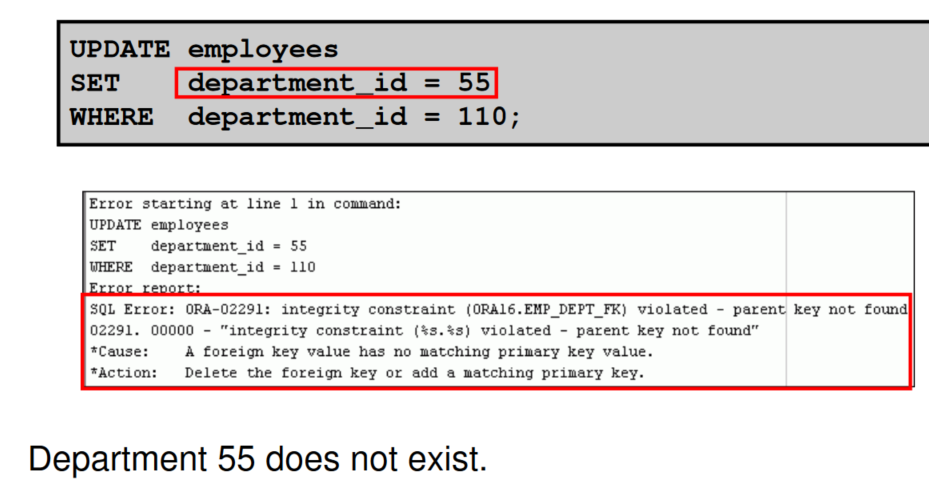 UPDATE employees
SET department_id = 55
WHERE department_id = 110;
Error starting at line 1 in command:
UPDATE employees
SET department_id = 55
WHERE department_id = 110
Error report:
SQL Error: ORA-02291: integrity constraint (ORA16.EMP_DEPT_FK) violated - parent key not found
02291. 00000 - "integrity constraint (%s.%s) violated - parent key not found"
*Cause: A foreign key value has no matching primary key value.
*Action: Delete the foreign key or add a matching primary key.
Department 55 does not exist.